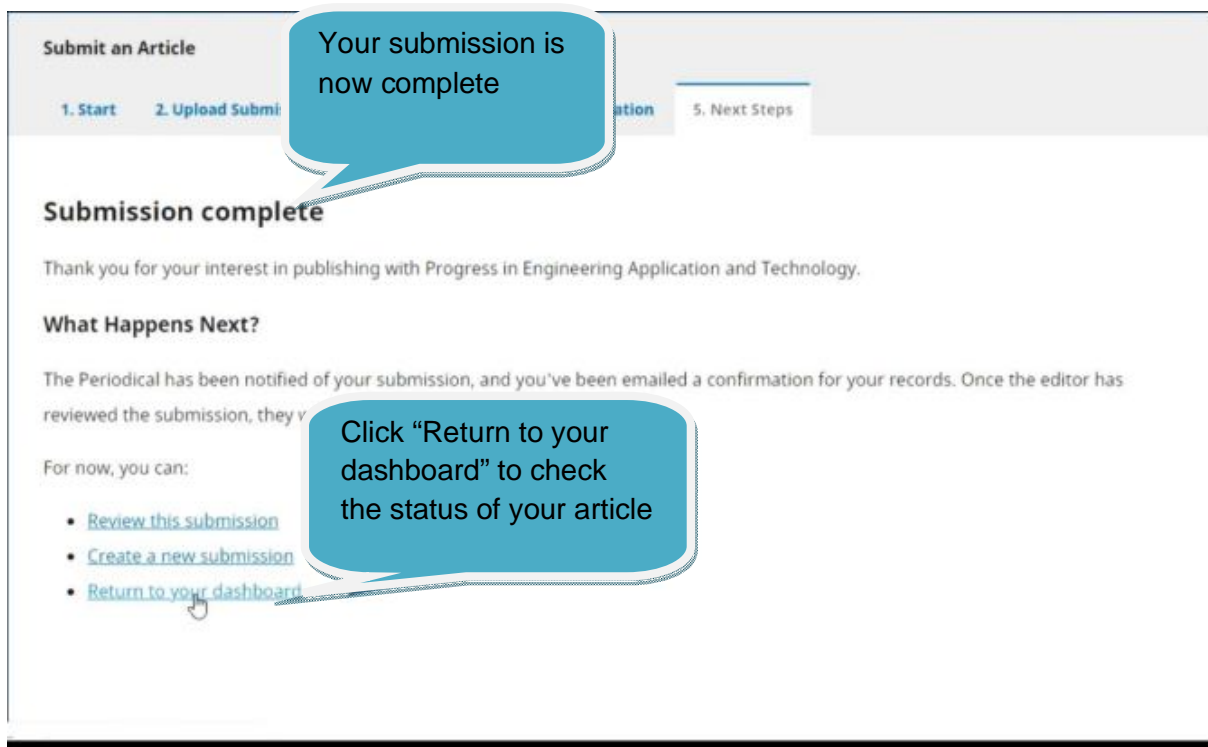 Submit an Article
Your submission is
now complete
1. Start 2. Upload 5. Next Steps
Submission complete
Thank you for your interest in publishing with Progress in Engineering Application and Technology.
What Happens Next?
The Periodical has been notified of your submission, and you've been emailed a confirmation for your records. Once the editor has
reviewed the submission, they
Click “Return to your
dashboard” to check
the status of your article
For now, you can:
• Review this submission
• Create a new submission
• Return to your dashboard